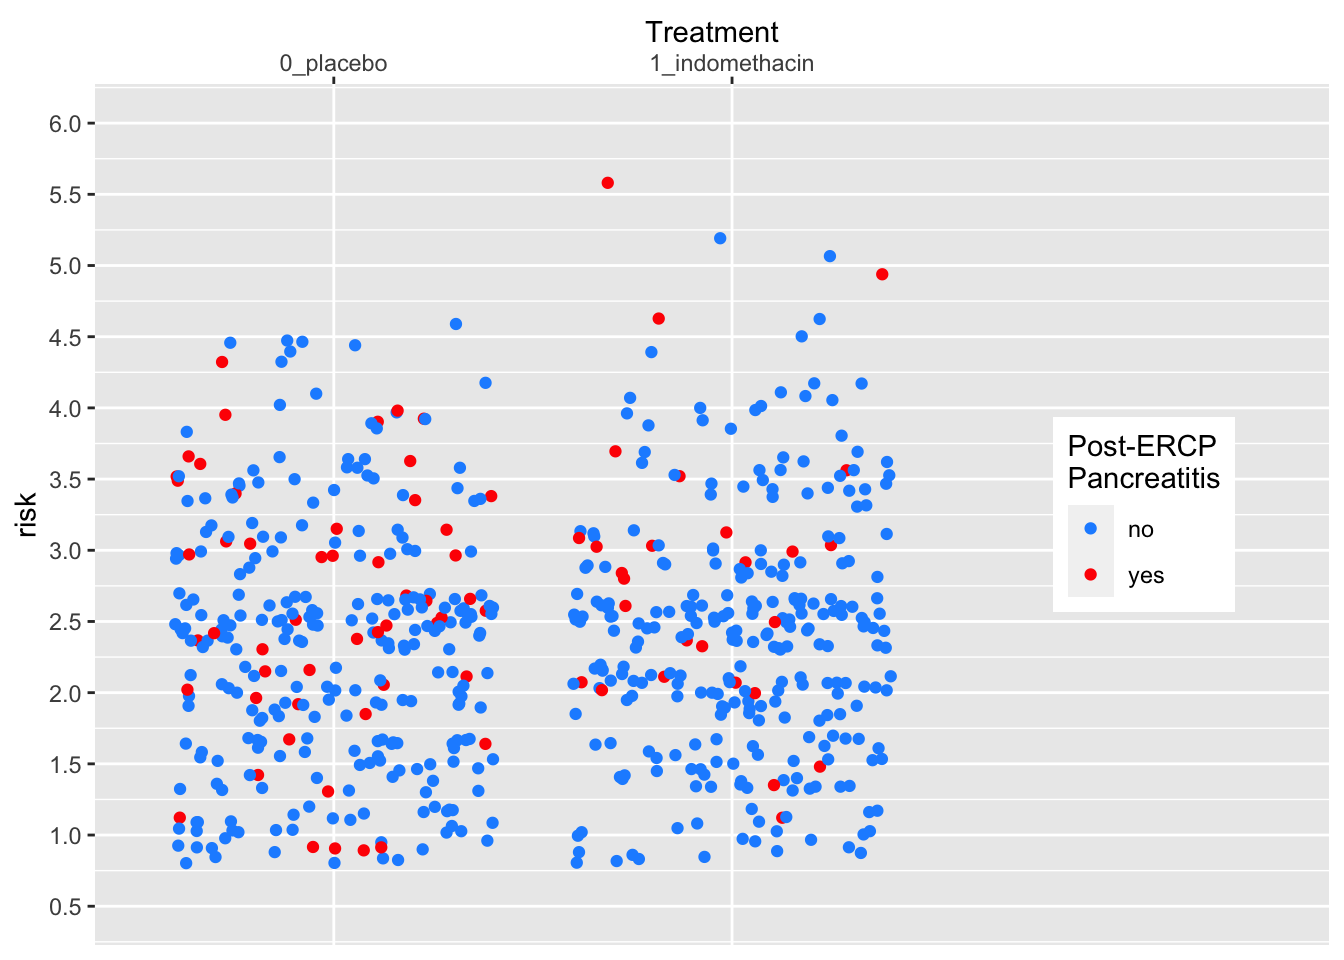 Treatment
0_placebo 1_indomethacin
6.0
5.5
5.0
4.5
4.0
3.5
3.0
2.5
2.0
1.5
1.0
0.5
risk
Post-ERCP
Pancreatitis
no
yes